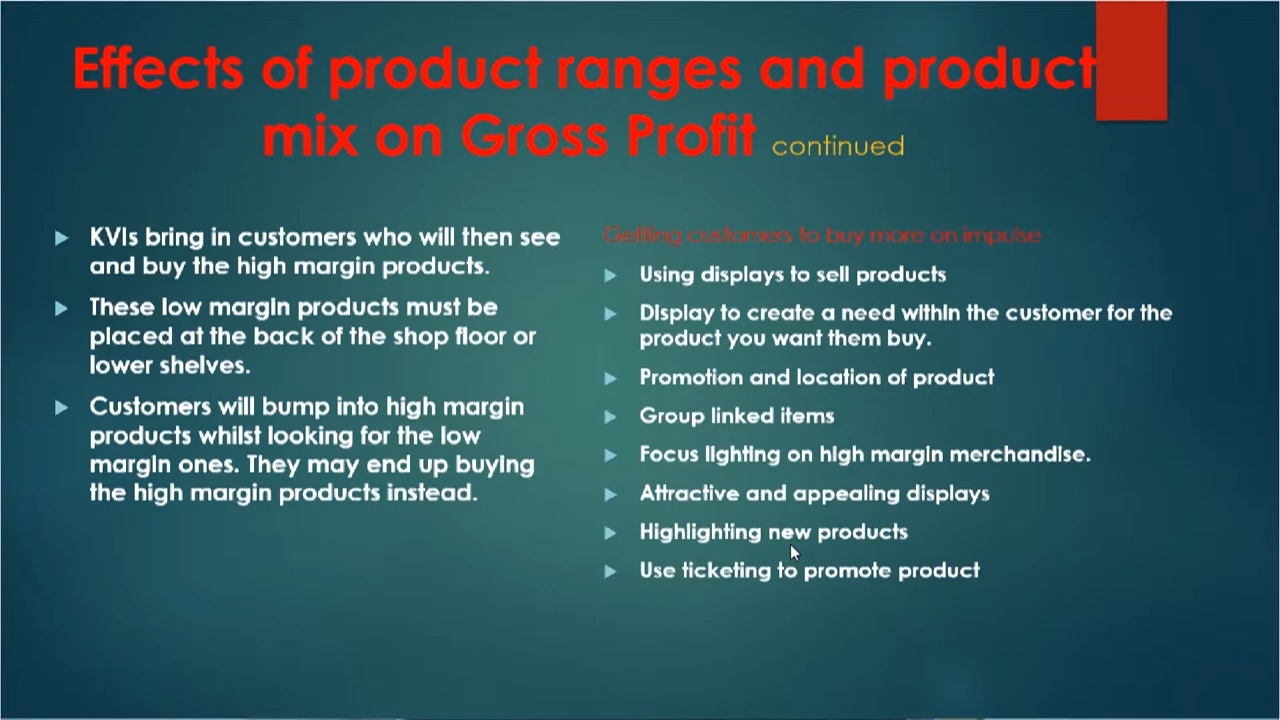 Effects of product ranges and product
mix on Gross Profit continued
KVIs bring in customers who will then see
and buy the high margin products.
These low margin products must be
placed at the back of the shop floor or
lower shelves.
Customers will bump into high margin
products whilst looking for the low
margin ones. They may end up buying
the high margin products instead.
Getting customers to buy more on impulse
Using displays to sell products
Display to create a need within the customer for the
product you want them buy.
Promotion and location of product
Group linked items
Focus lighting on high margin merchandise.
Attractive and appealing displays
Highlighting new products
Use ticketing to promote product